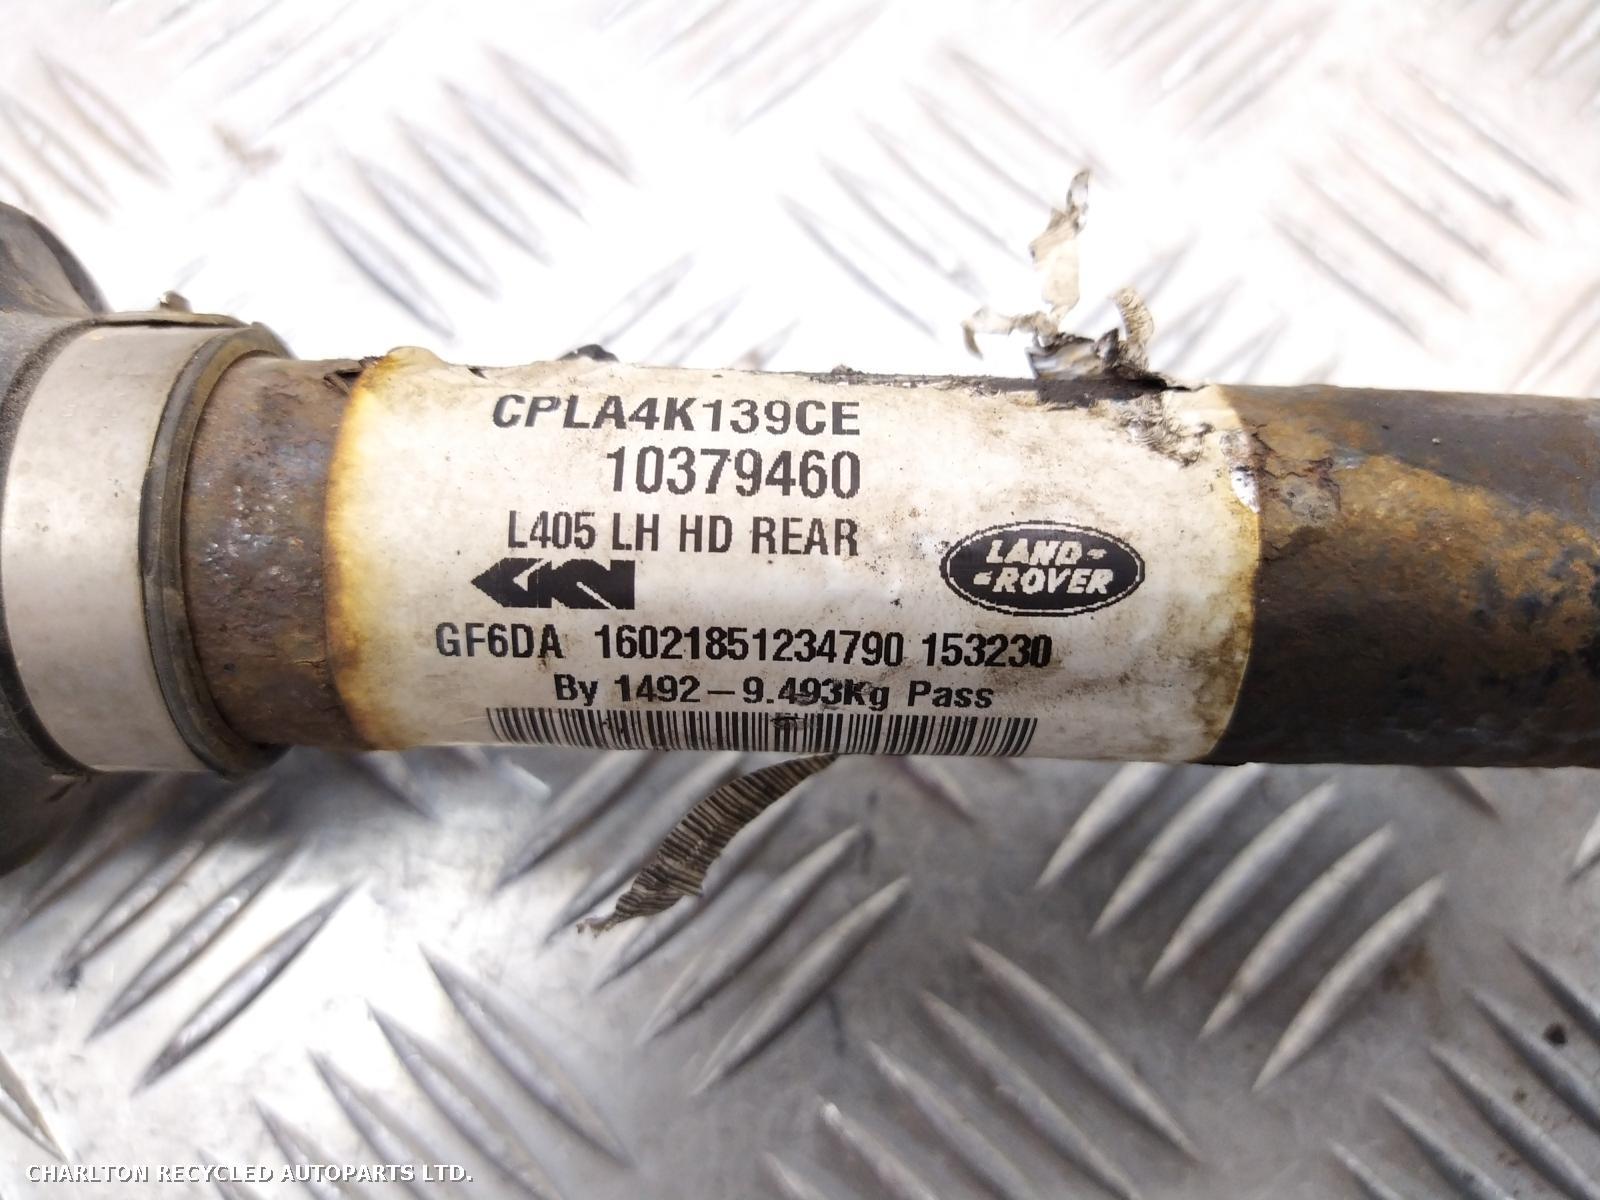 CPLA4K139CE
10379460
L405 LH HD REAR
GKN
LAND-
-ROVER
GF6DA 16021851234790 153230
By 1492-9.493Kg Pass
CHARLTON RECYCLED AUTOPARTS LTD.